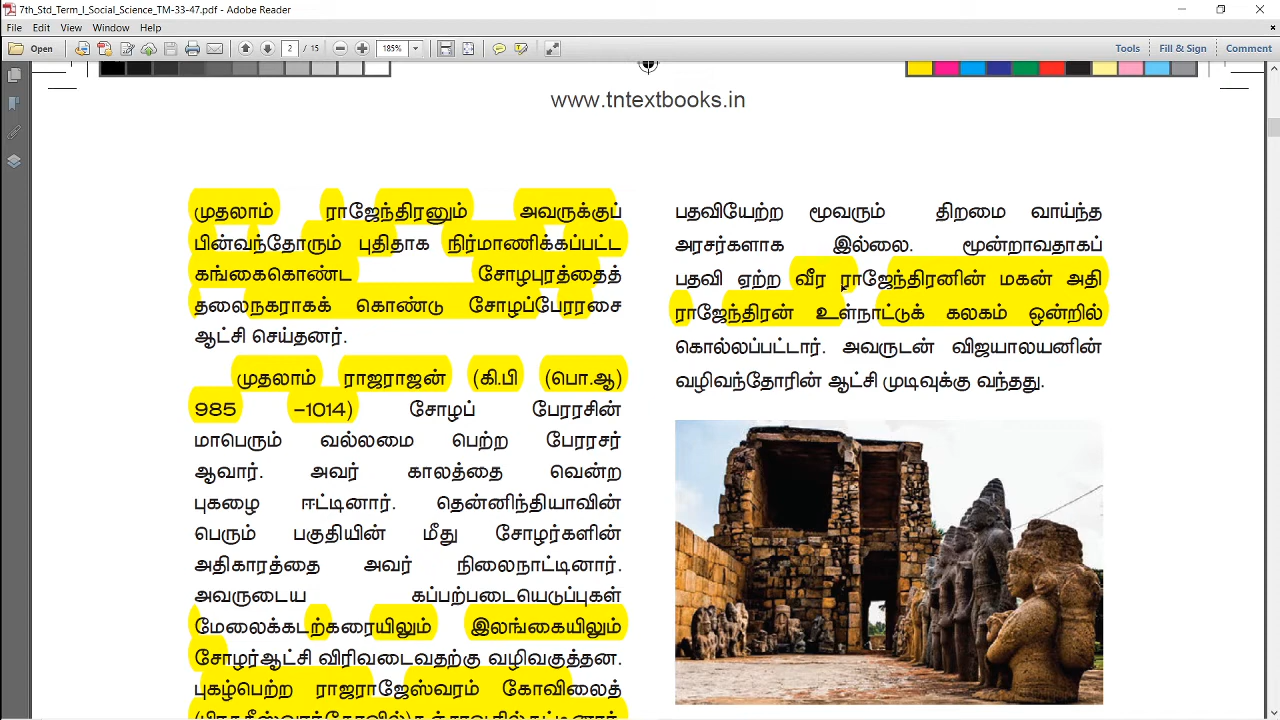 7th_Std_Term_I_Social_Science_TM-33-47.pdf - Adobe Reader
File Edit View Window Help
Open 2 / 15 185% Tools Fill & Sign Comment
www.tntextbooks.in
முதலாம் ராஜேந்திரனும் அவருக்குப்
பின்வந்தோரும் புதிதாக நிர்மாணிக்கப்பட்ட
கங்கைகொண்ட சோழபுரத்தைத்
தலைநகராகக் கொண்டு சோழப்பேரரசை
ஆட்சி செய்தனர்.
முதலாம் ராஜராஜன் (கி.பி (பொ.ஆ)
985 –1014) சோழப் பேரரசின்
மாபெரும் வல்லமை பெற்ற பேரரசர்
ஆவார். அவர் காலத்தை வென்ற
புகழை ஈட்டினார். தென்னிந்தியாவின்
பெரும் பகுதியின் மீது சோழர்களின்
அதிகாரத்தை அவர் நிலைநாட்டினார்.
அவருடைய கப்பற்படையெடுப்புகள்
மேலைக்கடற்கரையிலும் இலங்கையிலும்
சோழர்ஆட்சி விரிவடைவதற்கு வழிவகுத்தன.
புகழ்பெற்ற ராஜராஜேஸ்வரம் கோவிலைத்
பதவியேற்ற மூவரும் திறமை வாய்ந்த
அரசர்களாக இல்லை. மூன்றாவதாகப்
பதவி ஏற்ற வீர ராஜேந்திரனின் மகன் அதி
ராஜேந்திரன் உள்நாட்டுக் கலகம் ஒன்றில்
கொல்லப்பட்டார். அவருடன் விஜயாலயனின்
வழிவந்தோரின் ஆட்சி முடிவுக்கு வந்தது.